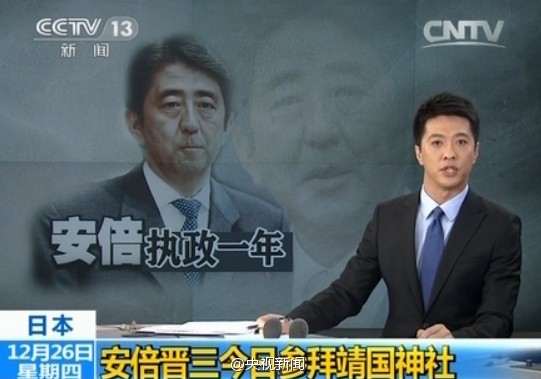 CCTV 13
新闻
CNTV
安倍执政一年
日本
12月26日
星期四
安倍晋三今日参拜靖国神社
@央视新闻